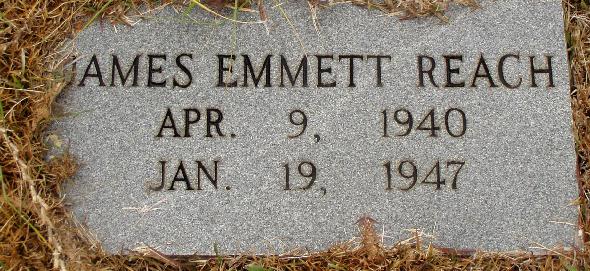 JAMES EMMETT REACH
APR. 9, 1940
JAN. 19, 1947